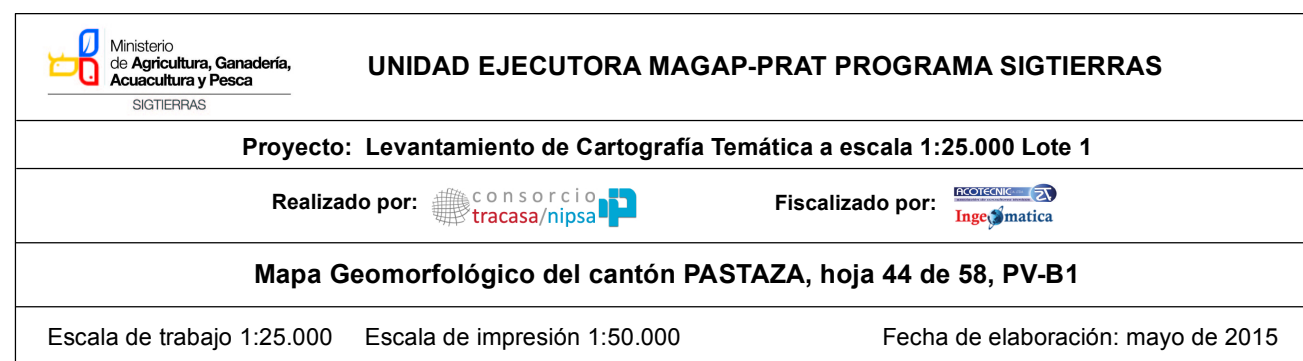 Ministerio
de Agricultura, Ganadería,
Acuacultura y Pesca
SIGTIERRAS
UNIDAD EJECUTORA MAGAP-PRAT PROGRAMA SIGTIERRAS
Proyecto: Levantamiento de Cartografía Temática a escala 1:25.000 Lote 1
Realizado por: consorcio tracasa/nipsa
Fiscalizado por: ACOTECNIC Ingeomatica
Mapa Geomorfológico del cantón PASTAZA, hoja 44 de 58, PV-B1
Escala de trabajo 1:25.000 Escala de impresión 1:50.000 Fecha de elaboración: mayo de 2015